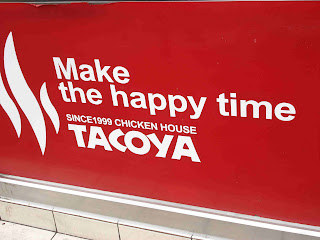 Make
the happy time
SINCE1999 CHICKEN HOUSE
TACOYA